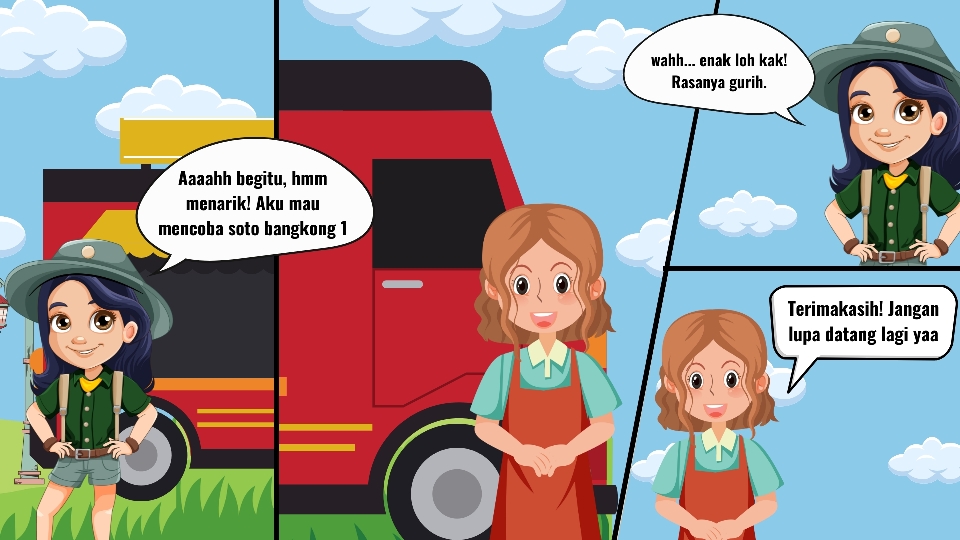 Aaaahh begitu, hmm
menarik! Aku mau
mencoba soto bangkong 1
wahh... enak loh kak!
Rasanya gurih.
Terimakasih! Jangan
lupa datang lagi yaa